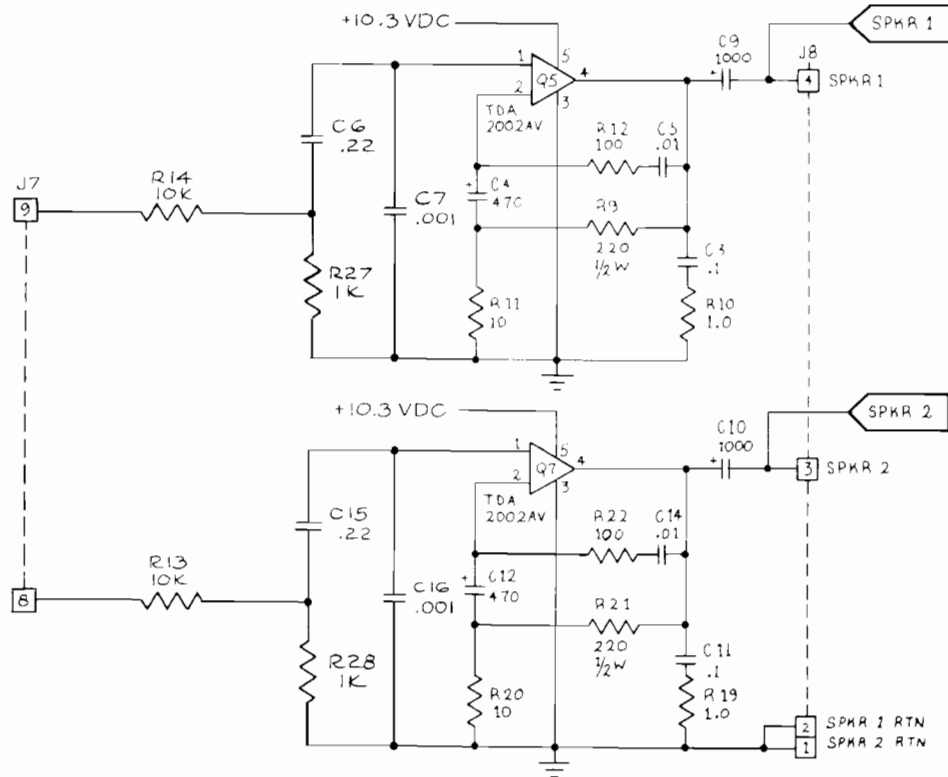 +10.3 VDC
SPKR 1
C9
1000
+
J8
4
SPKR1
1
5
Q5
4
2
3
TDA
2002AV
C6
.22
R12
100
C5
.01
J7
9
R14
10K
C7
.001
+
C4
470
R9
220
1/2W
C3
.1
R27
1K
R11
10
R10
1.0
+10.3 VDC
SPKR 2
C10
1000
+
3
SPKR 2
1
5
Q7
4
2
3
TDA
2002AV
C15
.22
R22
100
C14
.01
R13
10K
8
C16
.001
+
C12
470
R21
220
1/2W
C11
.1
R28
1K
R20
10
R19
1.0
2
SPKR 1 RTN
1
SPKR 2 RTN